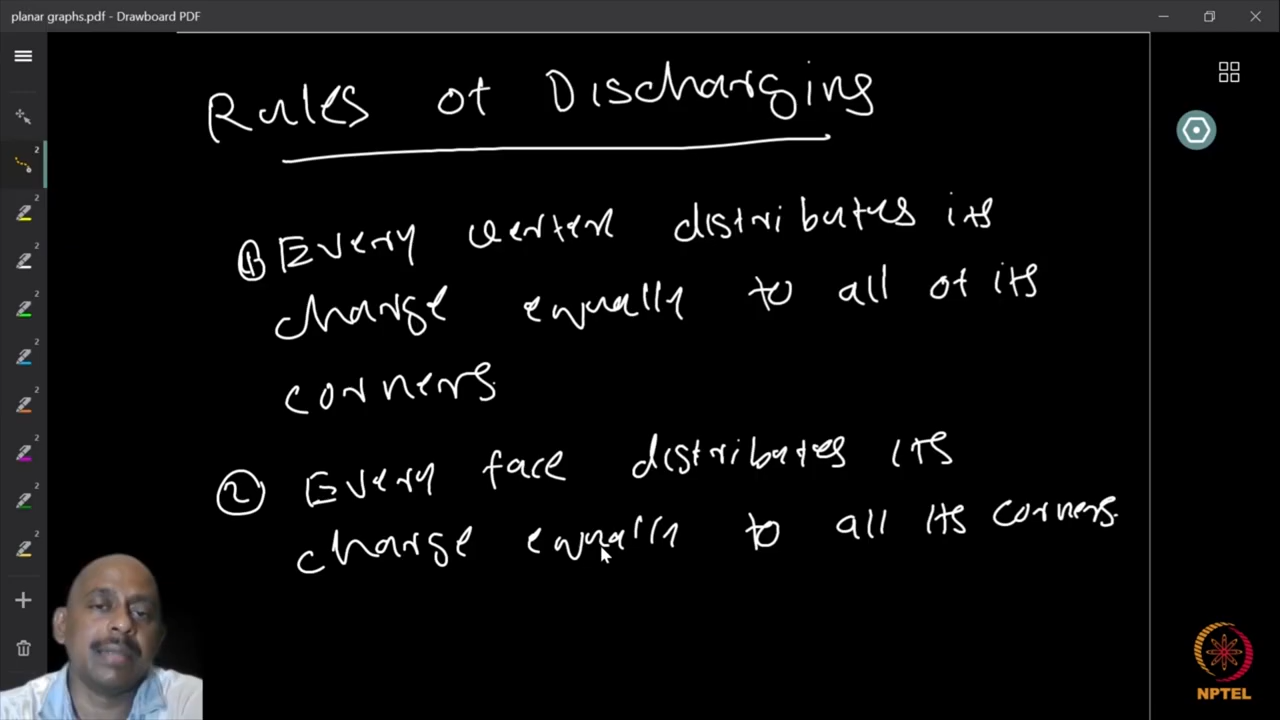 planar graphs.pdf - Drawboard PDF
Rules of Discharging
① Every vertex distributes its
charge equally to all of its
corners.
② Every face distributes its
charge equally to all its corners.
NPTEL